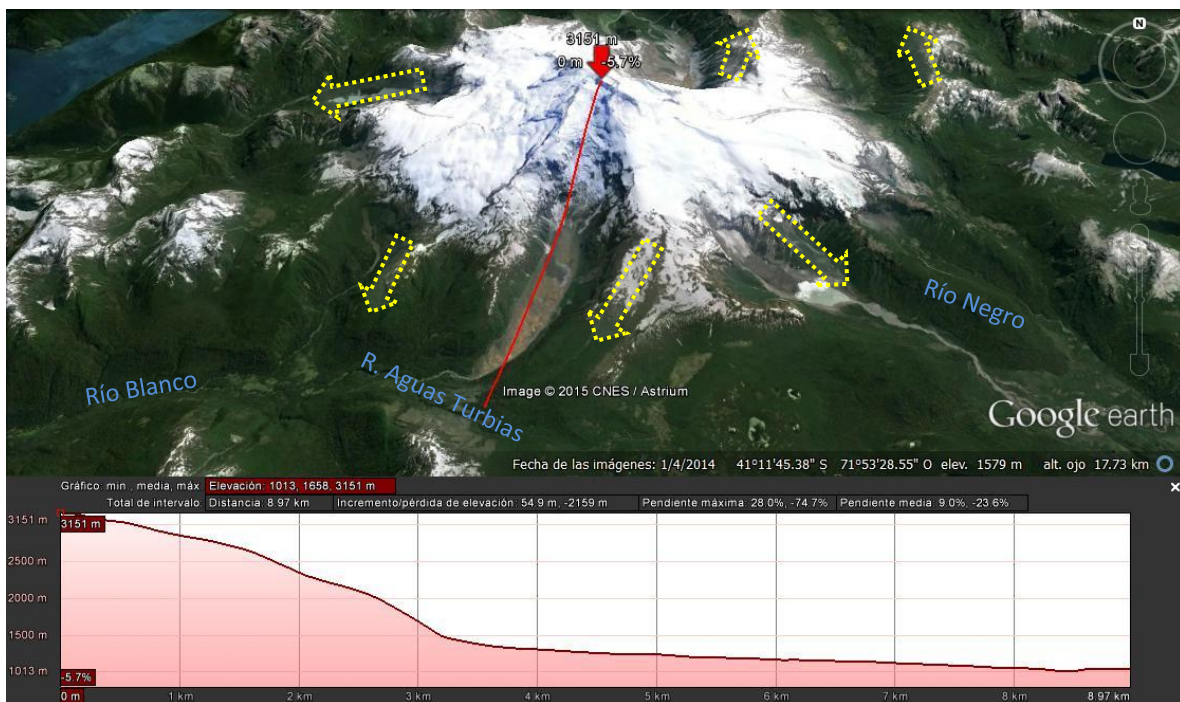 N
3151 m
0 m -5.7%
Río Negro
Río Blanco
R. Aguas Turbias
Image © 2015 CNES / Astrium
Google earth
Fecha de las imágenes: 1/4/2014 41°11'45.38" S 71°53'28.55" O elev. 1579 m alt. ojo 17.73 km
Gráfico: min., media, máx Elevación: 1013, 1658, 3151 m
Total de intervalo: Distancia: 8.97 km Incremento/pérdida de elevación: 54.9 m, -2159 m Pendiente máxima: 28.0%, -74.7% Pendiente media: 9.0%, -23.6%
3151 m 3151 m
2500 m
2000 m
1500 m
1013 m
-5.7%
0 m 1 km 2 km 3 km 4 km 5 km 6 km 7 km 8 km 8.97 km